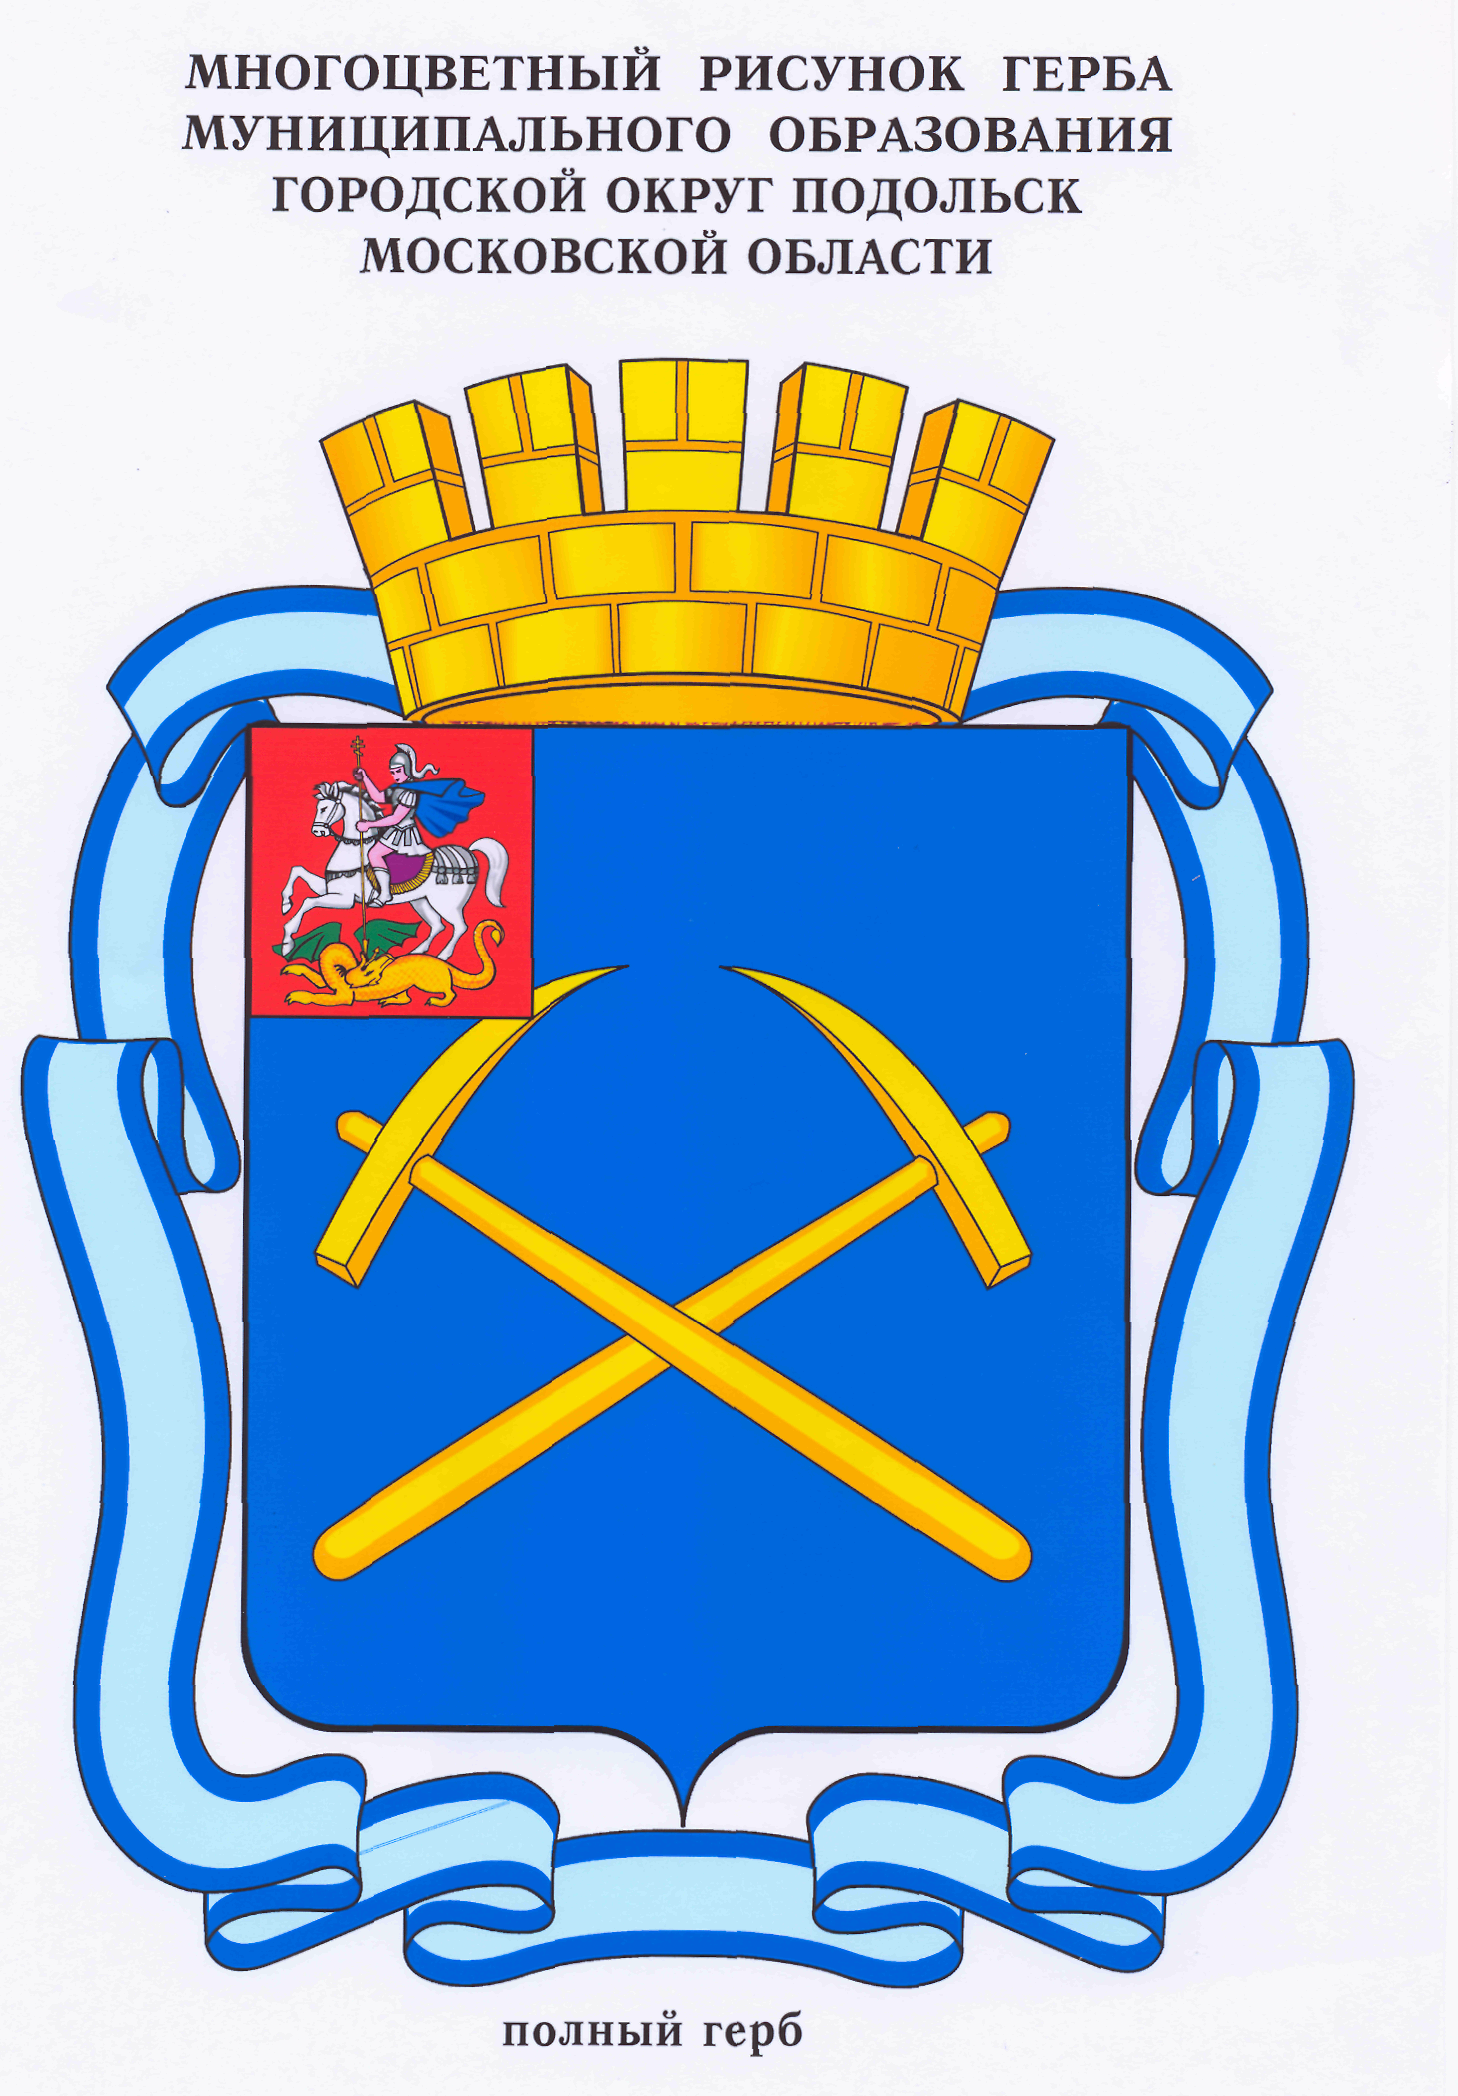 МНОГОЦВЕТНЫЙ РИСУНОК ГЕРБА
МУНИЦИПАЛЬНОГО ОБРАЗОВАНИЯ
ГОРОДСКОЙ ОКРУГ ПОДОЛЬСК
МОСКОВСКОЙ ОБЛАСТИ
полный герб